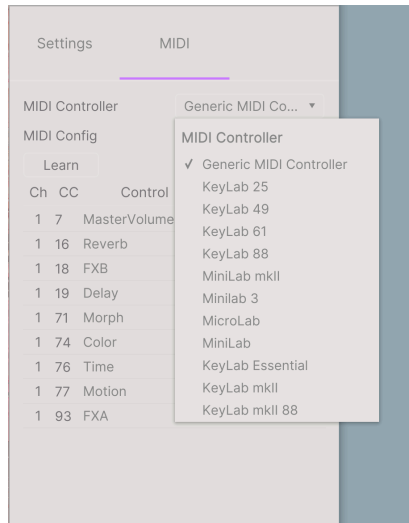 Settings MIDI
MIDI Controller Generic MIDI Co... ▼
MIDI Config
Learn
Ch CC Control
1 7 MasterVolume
1 16 Reverb
1 18 FXB
1 19 Delay
1 71 Morph
1 74 Color
1 76 Time
1 77 Motion
1 93 FXA
MIDI Controller
✓ Generic MIDI Controller
KeyLab 25
KeyLab 49
KeyLab 61
KeyLab 88
MiniLab mkII
Minilab 3
MicroLab
MiniLab
KeyLab Essential
KeyLab mkII
KeyLab mkII 88